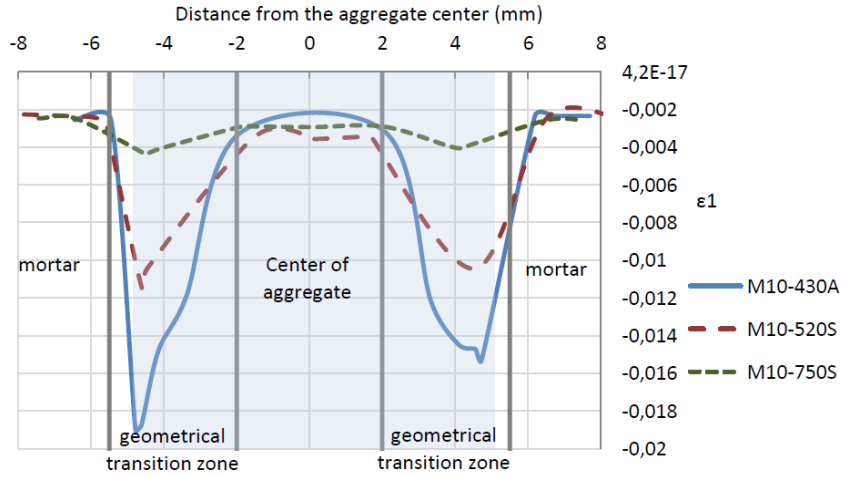 Distance from the aggregate center (mm)
-8 -6 -4 -2 0 2 4 6 8
4,2E-17
-0,002
-0,004
-0,006
-0,008
-0,01
-0,012
-0,014
-0,016
-0,018
-0,02
ε1
mortar
Center of
aggregate
mortar
geometrical
transition zone
geometrical
transition zone
M10-430A
M10-520S
M10-750S